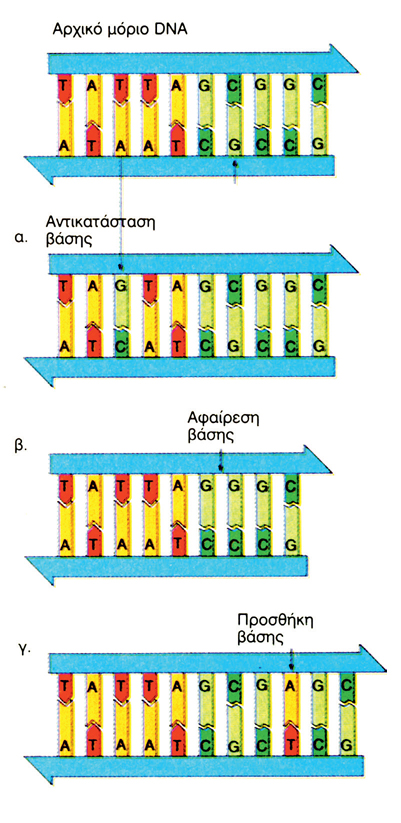 Αρχικό μόριο DNA
T A T T A G C G G C
A T A A T C G C C G
α. Αντικατάσταση
βάσης
T A G T A G C G G C
A T C A T C G C C G
β. Αφαίρεση
βάσης
T A T T A G G G C
A T A A T C C C G
γ. Προσθήκη
βάσης
T A T T A G C G A G C
A T A A T C G C T C G